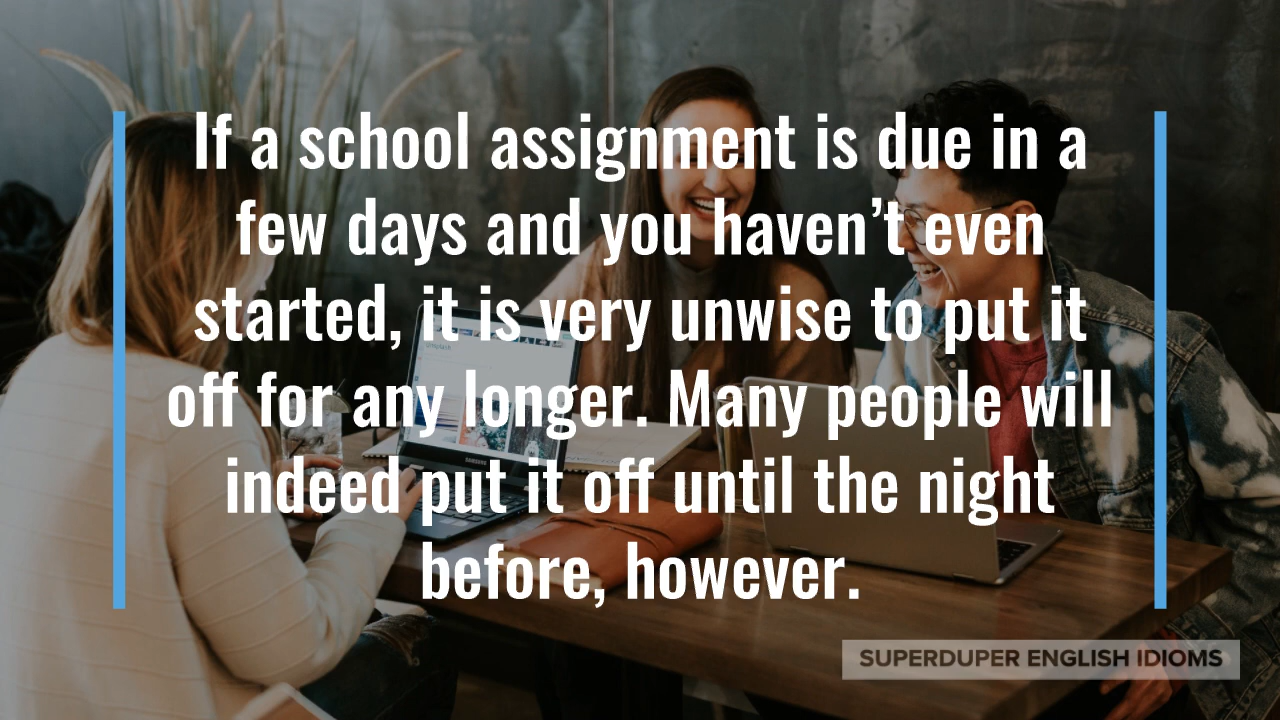 If a school assignment is due in a
few days and you haven’t even
started, it is very unwise to put it
off for any longer. Many people will
indeed put it off until the night
before, however.
SAMSUNG
SUPERDUPER ENGLISH IDIOMS